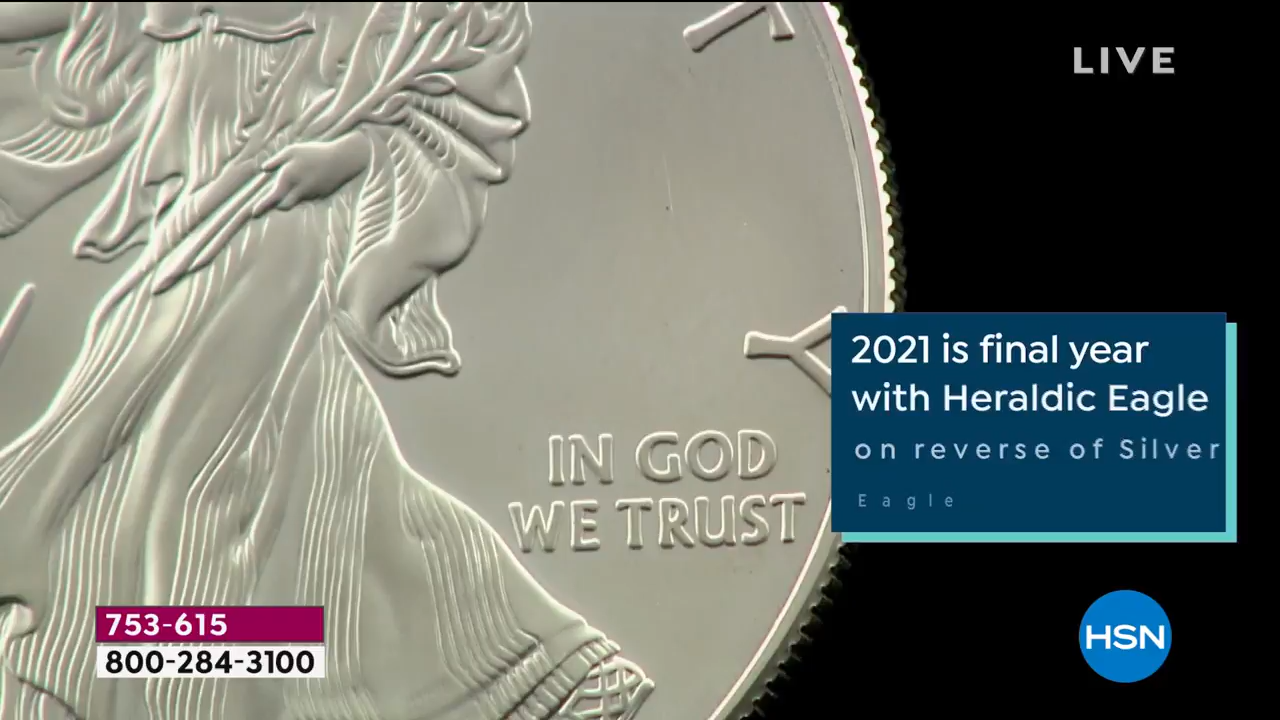 LIVE
2021 is final year
with Heraldic Eagle
on reverse of Silver
Eagle
IN GOD
WE TRUST
753-615
800-284-3100
HSN